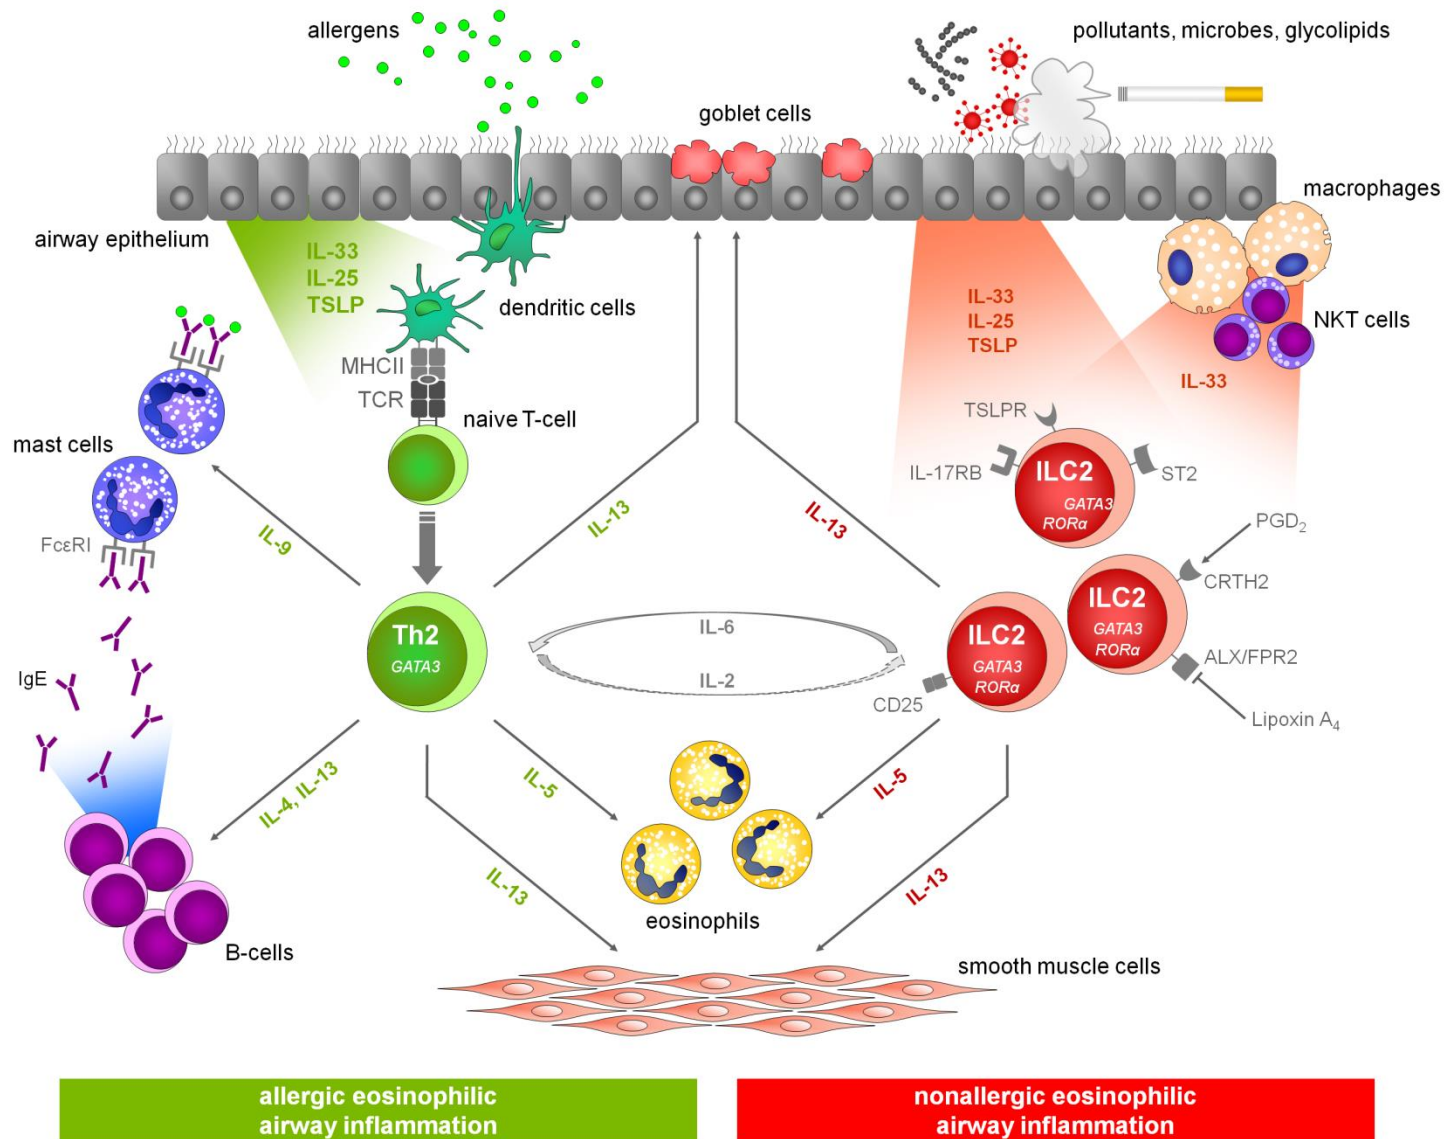 allergens
pollutants, microbes, glycolipids
goblet cells
macrophages
airway epithelium
IL-33
IL-25
TSLP
dendritic cells
IL-33
IL-25
TSLP
NKT cells
IL-33
MHCII
TCR
naive T-cell
TSLPR
IL-17RB
ILC2
GATA3
RORα
ST2
mast cells
FcεRI
IL-9
IL-13
IL-13
PGD2
CRTH2
ILC2
GATA3
RORα
ALX/FPR2
Lipoxin A4
Th2
GATA3
IL-6
IL-2
ILC2
GATA3
RORα
CD25
IgE
IL-4, IL-13
IL-5
IL-5
IL-13
IL-13
eosinophils
B-cells
smooth muscle cells
allergic eosinophilic
airway inflammation
nonallergic eosinophilic
airway inflammation